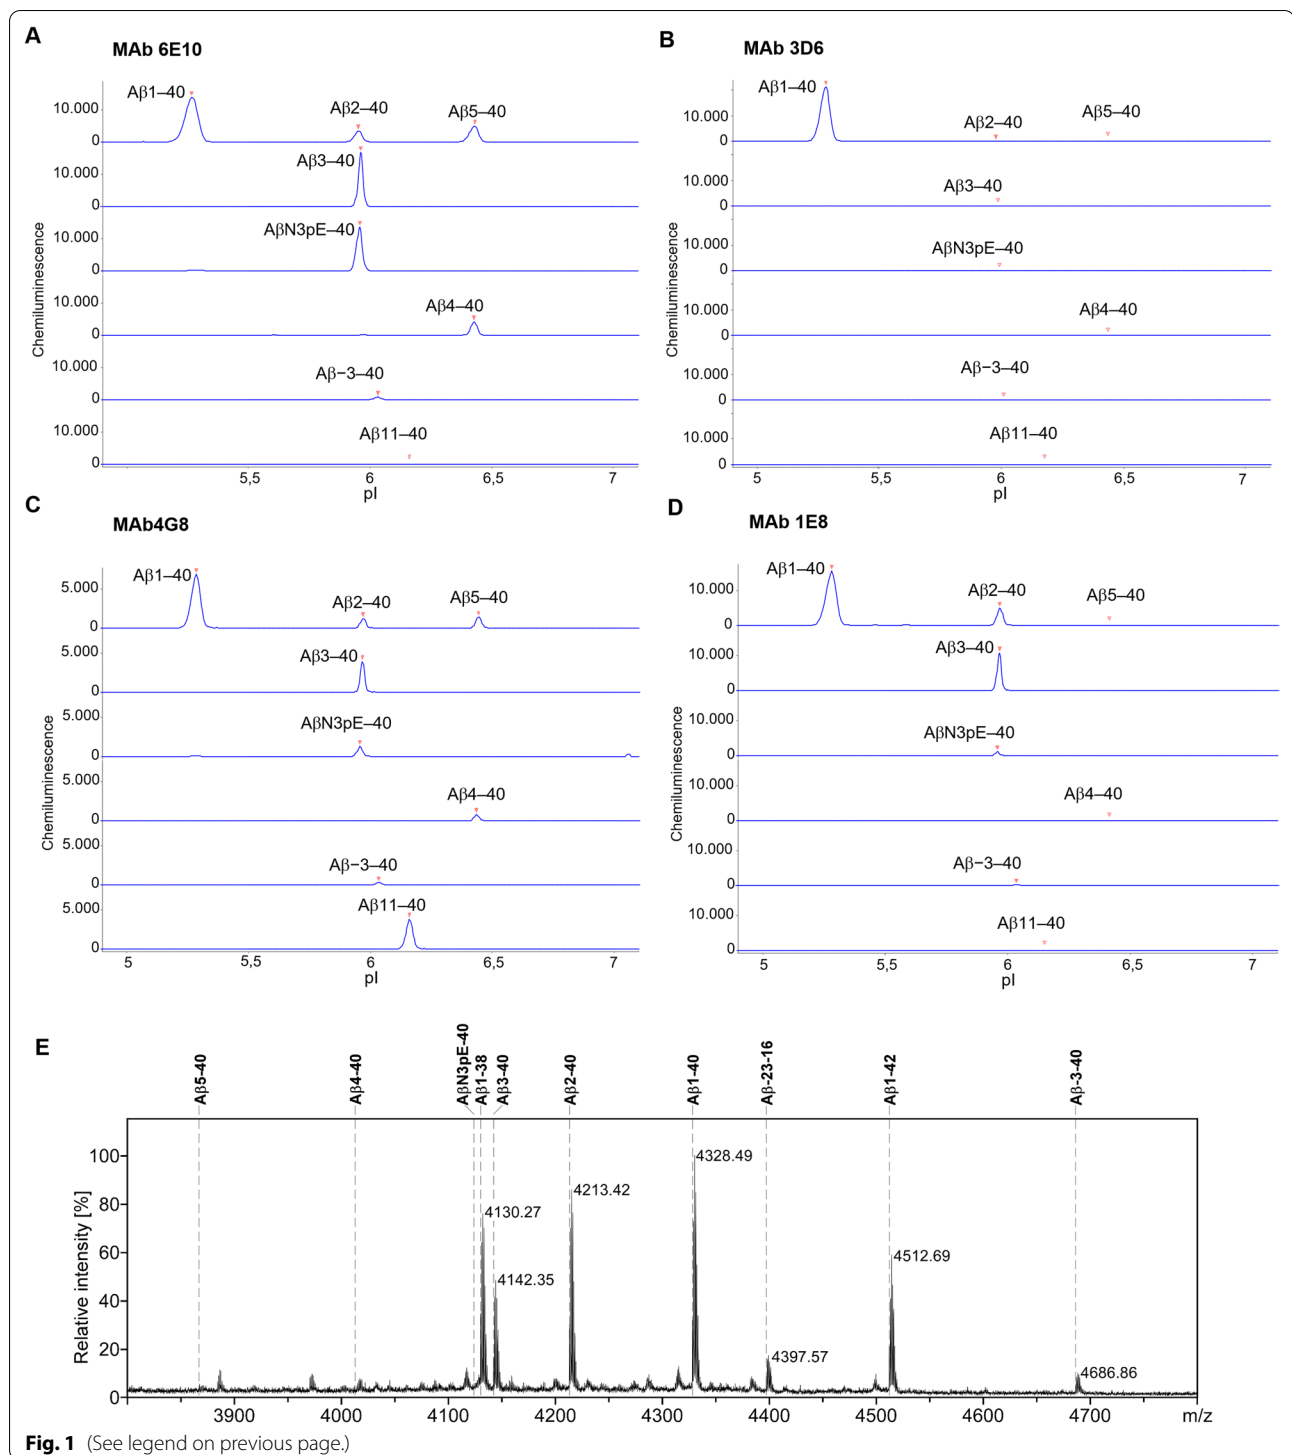 A
MAb 6E10
Chemiluminescence
Aβ1–40
Aβ2–40
Aβ5–40
10.000
0
Aβ3–40
10.000
0
AβN3pE–40
10.000
0
Aβ4–40
10.000
0
Aβ−3–40
10.000
0
Aβ11–40
10.000
0
5,5 6 6,5 7
pI
B
MAb 3D6
Chemiluminescence
Aβ1–40
Aβ2–40
Aβ5–40
10.000
0
Aβ3–40
10.000
0
AβN3pE–40
10.000
0
Aβ4–40
10.000
0
Aβ−3–40
10.000
0
Aβ11–40
10.000
0
5 5,5 6 6,5 7
pI
C
MAb4G8
Chemiluminescence
Aβ1–40
Aβ2–40
Aβ5–40
5.000
0
Aβ3–40
5.000
0
AβN3pE–40
5.000
0
Aβ4–40
5.000
0
Aβ−3–40
5.000
0
Aβ11–40
5.000
0
5 5,5 6 6,5 7
pI
D
MAb 1E8
Chemiluminescence
Aβ1–40
Aβ2–40
Aβ5–40
10.000
0
Aβ3–40
10.000
0
AβN3pE–40
10.000
0
Aβ4–40
10.000
0
Aβ−3–40
10.000
0
Aβ11–40
10.000
0
5 5,5 6 6,5 7
pI
E
Aβ5-40
Aβ4-40
AβN3pE-40
Aβ1-38
Aβ3-40
Aβ2-40
Aβ1-40
Aβ-23-16
Aβ1-42
Aβ-3-40
Relative intensity [%]
100
80
60
40
20
0
4130.27
4142.35
4213.42
4328.49
4397.57
4512.69
4686.86
3900 4000 4100 4200 4300 4400 4500 4600 4700 m/z
Fig. 1 (See legend on previous page.)